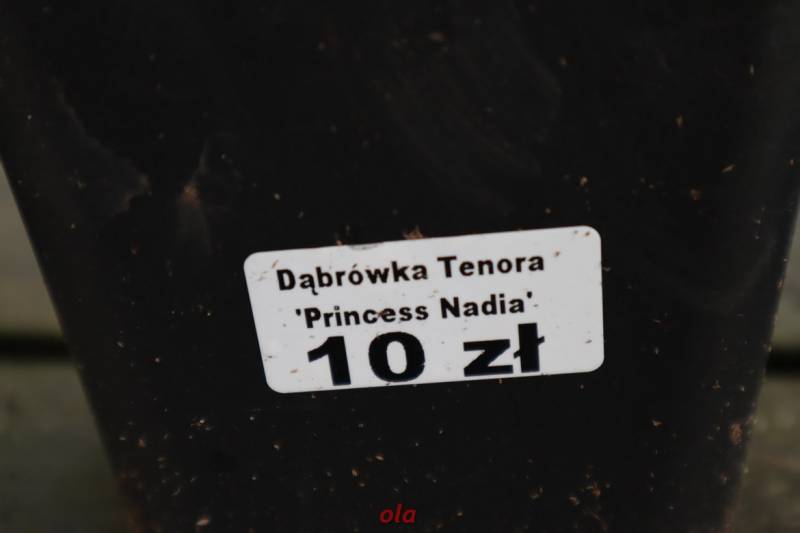 Dąbrówka Tenora
'Princess Nadia'
10 zł
ola